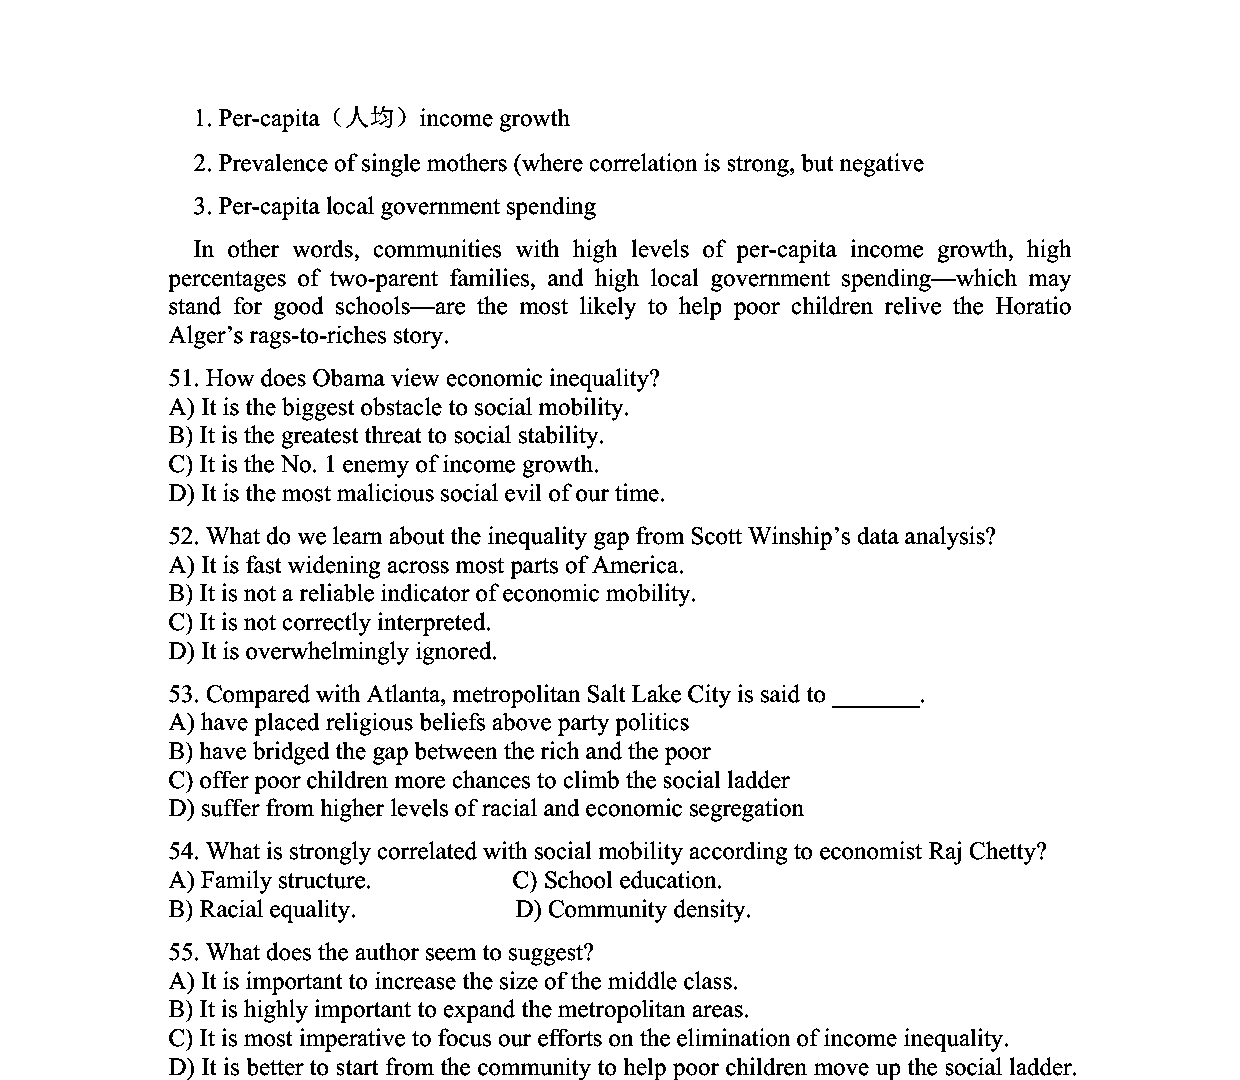 1. Per-capita（人均）income growth
2. Prevalence of single mothers (where correlation is strong, but negative
3. Per-capita local government spending
In other words, communities with high levels of per-capita income growth, high
percentages of two-parent families, and high local government spending—which may
stand for good schools—are the most likely to help poor children relive the Horatio
Alger’s rags-to-riches story.
51. How does Obama view economic inequality?
A) It is the biggest obstacle to social mobility.
B) It is the greatest threat to social stability.
C) It is the No. 1 enemy of income growth.
D) It is the most malicious social evil of our time.
52. What do we learn about the inequality gap from Scott Winship’s data analysis?
A) It is fast widening across most parts of America.
B) It is not a reliable indicator of economic mobility.
C) It is not correctly interpreted.
D) It is overwhelmingly ignored.
53. Compared with Atlanta, metropolitan Salt Lake City is said to _______.
A) have placed religious beliefs above party politics
B) have bridged the gap between the rich and the poor
C) offer poor children more chances to climb the social ladder
D) suffer from higher levels of racial and economic segregation
54. What is strongly correlated with social mobility according to economist Raj Chetty?
A) Family structure. C) School education.
B) Racial equality. D) Community density.
55. What does the author seem to suggest?
A) It is important to increase the size of the middle class.
B) It is highly important to expand the metropolitan areas.
C) It is most imperative to focus our efforts on the elimination of income inequality.
D) It is better to start from the community to help poor children move up the social ladder.